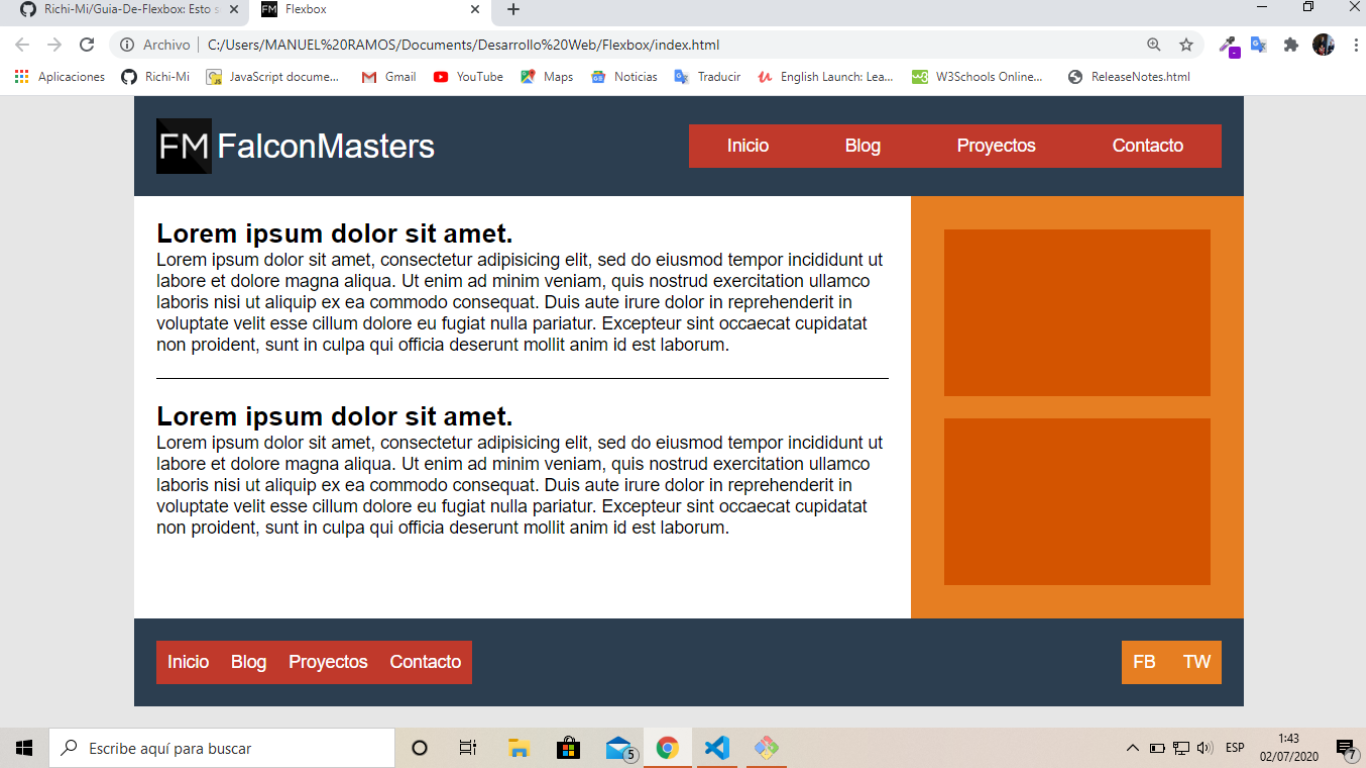 Richi-Mi/Guia-De-Flexbox: Esto s
FM Flexbox
Archivo C:/Users/MANUEL%20RAMOS/Documents/Desarrollo%20Web/Flexbox/index.html
Aplicaciones Richi-Mi JavaScript docume... Gmail YouTube Maps Noticias Traducir English Launch: Lea... W3Schools Online... ReleaseNotes.html
FM FalconMasters
Inicio Blog Proyectos Contacto
Lorem ipsum dolor sit amet.
Lorem ipsum dolor sit amet, consectetur adipisicing elit, sed do eiusmod tempor incididunt ut
labore et dolore magna aliqua. Ut enim ad minim veniam, quis nostrud exercitation ullamco
laboris nisi ut aliquip ex ea commodo consequat. Duis aute irure dolor in reprehenderit in
voluptate velit esse cillum dolore eu fugiat nulla pariatur. Excepteur sint occaecat cupidatat
non proident, sunt in culpa qui officia deserunt mollit anim id est laborum.
Lorem ipsum dolor sit amet.
Lorem ipsum dolor sit amet, consectetur adipisicing elit, sed do eiusmod tempor incididunt ut
labore et dolore magna aliqua. Ut enim ad minim veniam, quis nostrud exercitation ullamco
laboris nisi ut aliquip ex ea commodo consequat. Duis aute irure dolor in reprehenderit in
voluptate velit esse cillum dolore eu fugiat nulla pariatur. Excepteur sint occaecat cupidatat
non proident, sunt in culpa qui officia deserunt mollit anim id est laborum.
Inicio Blog Proyectos Contacto
FB TW
Escribe aquí para buscar
5
ESP
1:43
02/07/2020
7